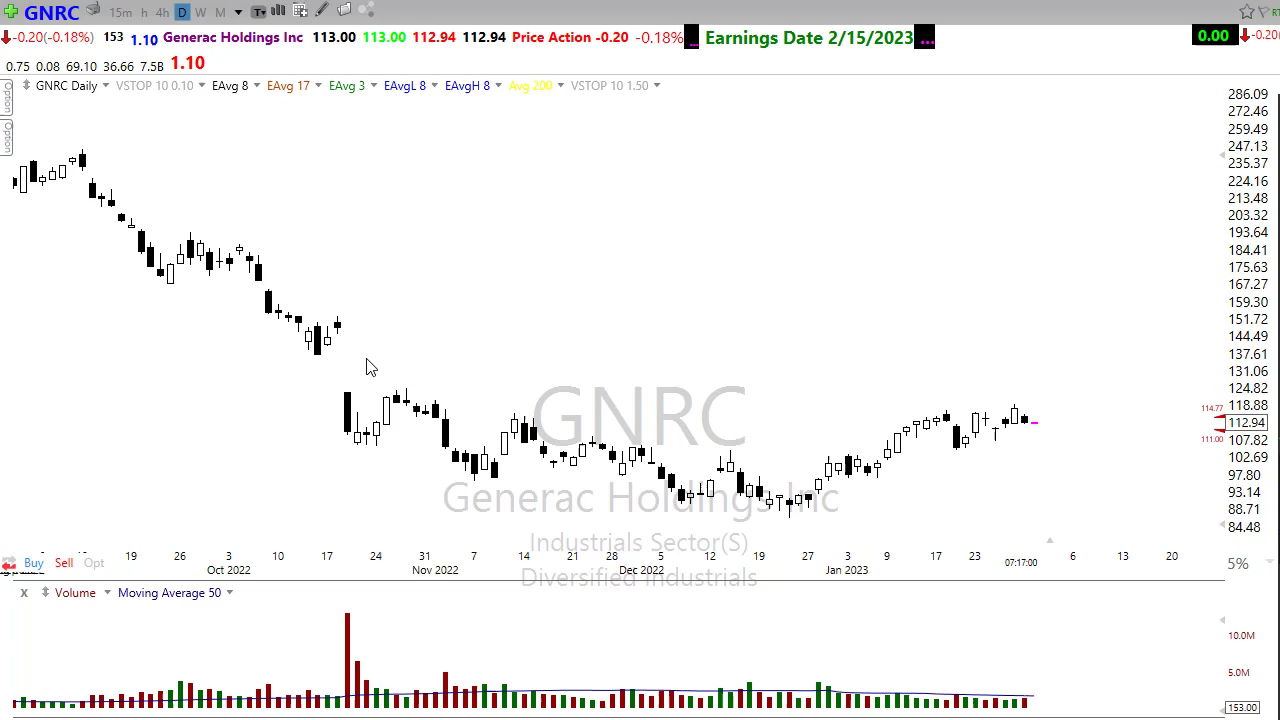 GNRC 15m h 4h D W M T
-0.20(-0.18%) 153 1.10 Generac Holdings Inc 113.00 113.00 112.94 112.94 Price Action -0.20 -0.18% ... Earnings Date 2/15/2023 ... 0.00 -0.20
0.75 0.08 69.10 36.66 7.5B 1.10
Option
Option
GNRC Daily VSTOP 10 0.10 EAvg 8 EAvg 17 EAvg 3 EAvgL 8 EAvgH 8 Avg 200 VSTOP 10 1.50
286.09
272.46
259.49
247.13
235.37
224.16
213.48
203.32
193.64
184.41
175.63
167.27
159.30
151.72
144.49
137.61
131.06
124.82
118.88
114.77
112.94
111.00
107.82
102.69
97.80
93.14
88.71
84.48
GNRC
Generac Holdings Inc
Industrials Sector(S)
Diversified Industrials
19 26 3 10 17 24 31 7 14 21 28 5 12 19 27 3 9 17 23 6 13 20
Buy Sell Opt 07:17:00 5%
Oct 2022 Nov 2022 Dec 2022 Jan 2023
x Volume Moving Average 50
10.0M
5.0M
153.00